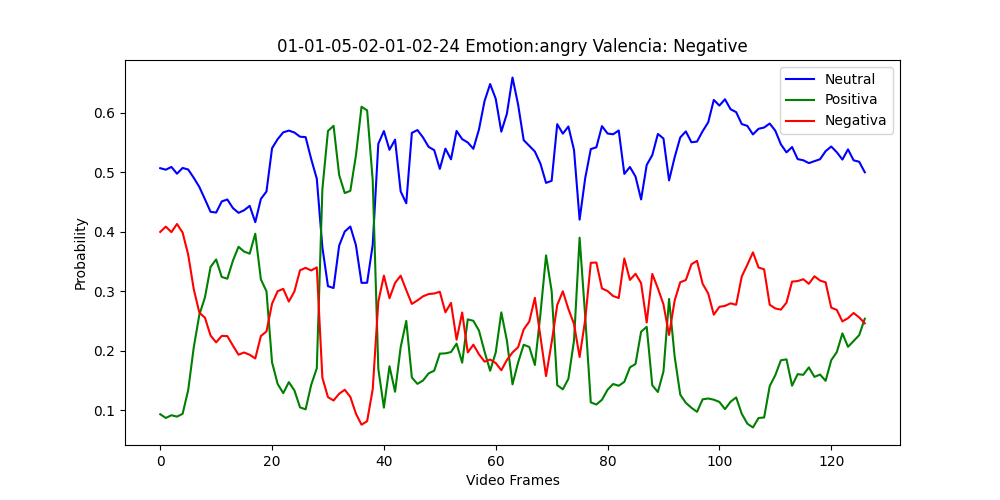 01-01-05-02-01-02-24 Emotion:angry Valencia: Negative
Neutral
Positiva
Negativa
Probability
0.6
0.5
0.4
0.3
0.2
0.1
0 20 40 60 80 100 120
Video Frames